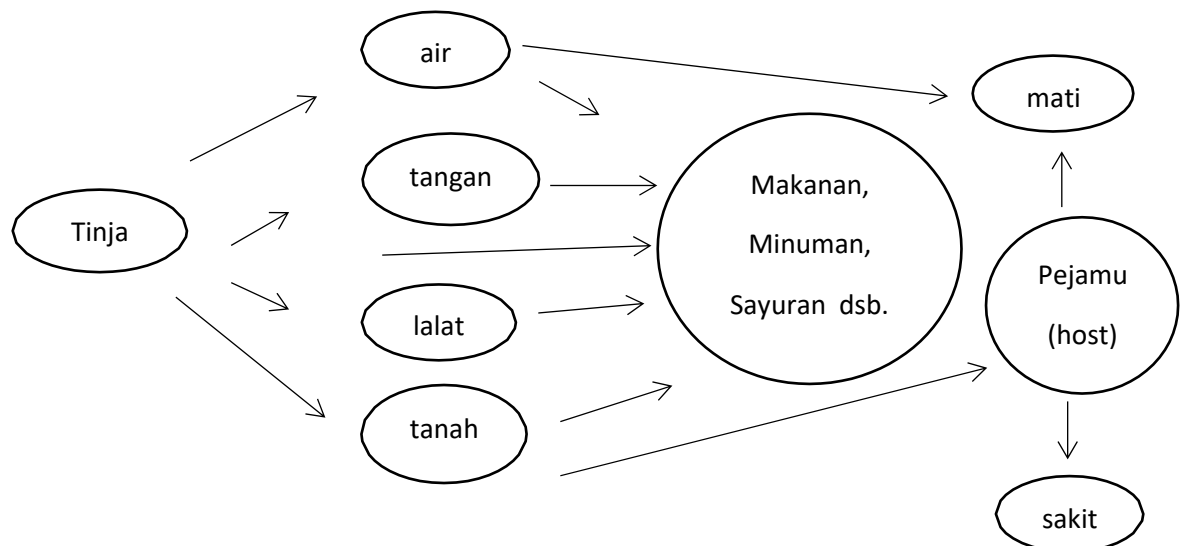 air
mati
tangan
Makanan,
Tinja
Minuman,
Pejamu
Sayuran dsb.
lalat
(host)
tanah
sakit